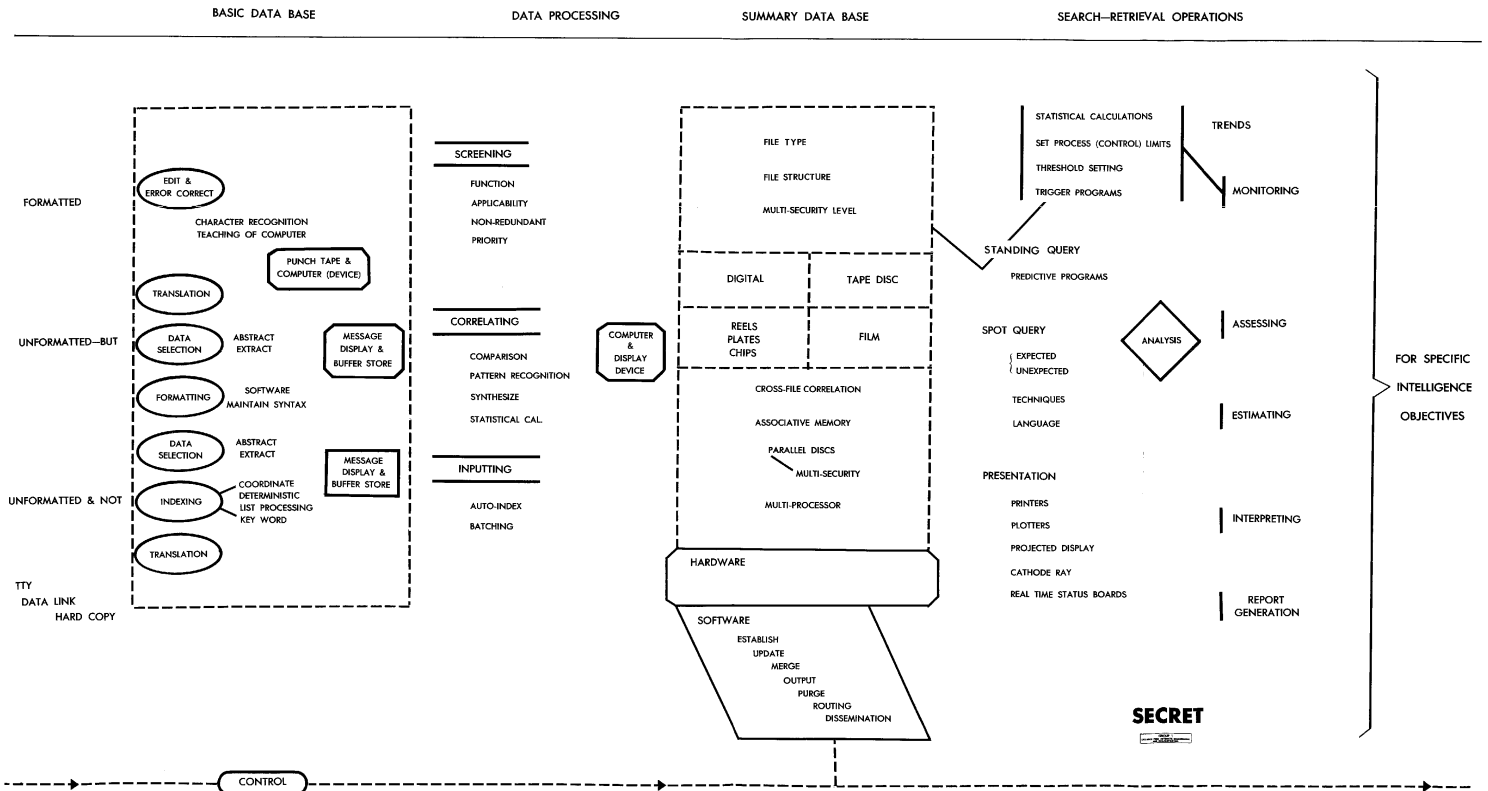 BASIC DATA BASE
DATA PROCESSING
SUMMARY DATA BASE
SEARCH—RETRIEVAL OPERATIONS
FORMATTED
UNFORMATTED—BUT
UNFORMATTED & NOT
TTY
DATA LINK
HARD COPY
EDIT &
ERROR CORRECT
CHARACTER RECOGNITION
TEACHING OF COMPUTER
PUNCH TAPE &
COMPUTER (DEVICE)
TRANSLATION
DATA
SELECTION
ABSTRACT
EXTRACT
MESSAGE
DISPLAY &
BUFFER STORE
FORMATTING
SOFTWARE
MAINTAIN SYNTAX
DATA
SELECTION
ABSTRACT
EXTRACT
MESSAGE
DISPLAY &
BUFFER STORE
INDEXING
COORDINATE
DETERMINISTIC
LIST PROCESSING
KEY WORD
TRANSLATION
SCREENING
FUNCTION
APPLICABILITY
NON-REDUNDANT
PRIORITY
CORRELATING
COMPARISON
PATTERN RECOGNITION
SYNTHESIZE
STATISTICAL CAL.
INPUTTING
AUTO-INDEX
BATCHING
COMPUTER
&
DISPLAY
DEVICE
FILE TYPE
FILE STRUCTURE
MULTI-SECURITY LEVEL
DIGITAL
TAPE DISC
REELS
PLATES
CHIPS
FILM
CROSS-FILE CORRELATION
ASSOCIATIVE MEMORY
PARALLEL DISCS
MULTI-SECURITY
MULTI-PROCESSOR
HARDWARE
SOFTWARE
ESTABLISH
UPDATE
MERGE
OUTPUT
PURGE
ROUTING
DISSEMINATION
STATISTICAL CALCULATIONS
SET PROCESS (CONTROL) LIMITS
THRESHOLD SETTING
TRIGGER PROGRAMS
STANDING QUERY
PREDICTIVE PROGRAMS
SPOT QUERY
EXPECTED
UNEXPECTED
TECHNIQUES
LANGUAGE
PRESENTATION
PRINTERS
PLOTTERS
PROJECTED DISPLAY
CATHODE RAY
REAL TIME STATUS BOARDS
ANALYSIS
TRENDS
MONITORING
ASSESSING
ESTIMATING
INTERPRETING
REPORT
GENERATION
FOR SPECIFIC
INTELLIGENCE
OBJECTIVES
SECRET
CONTROL